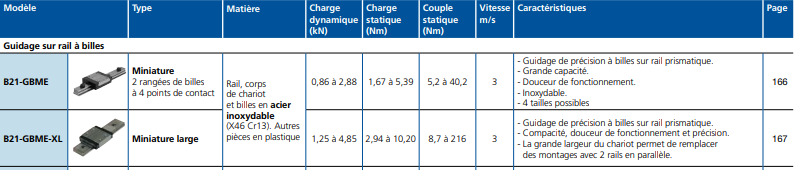 Modèle Type Matière Charge dynamique (kN) Charge statique (Nm) Couple statique (Nm) Vitesse m/s Caractéristiques Page
Guidage sur rail à billes
B21-GBME
Miniature
2 rangées de billes
à 4 points de contact
Rail, corps
de chariot
et billes en acier
inoxydable
(X46 Cr13). Autres
pièces en plastique
0,86 à 2,88
1,67 à 5,39
5,2 à 40,2
3
- Guidage de précision à billes sur rail prismatique.
- Grande capacité.
- Douceur de fonctionnement.
- Inoxydable.
- 4 tailles possibles
166
B21-GBME-XL
Miniature large
1,25 à 4,85
2,94 à 10,20
8,7 à 216
3
- Guidage de précision à billes sur rail prismatique.
- Compacité, douceur de fonctionnement et précision.
- La grande largeur du chariot permet de remplacer
des montages avec 2 rails en parallèle.
167